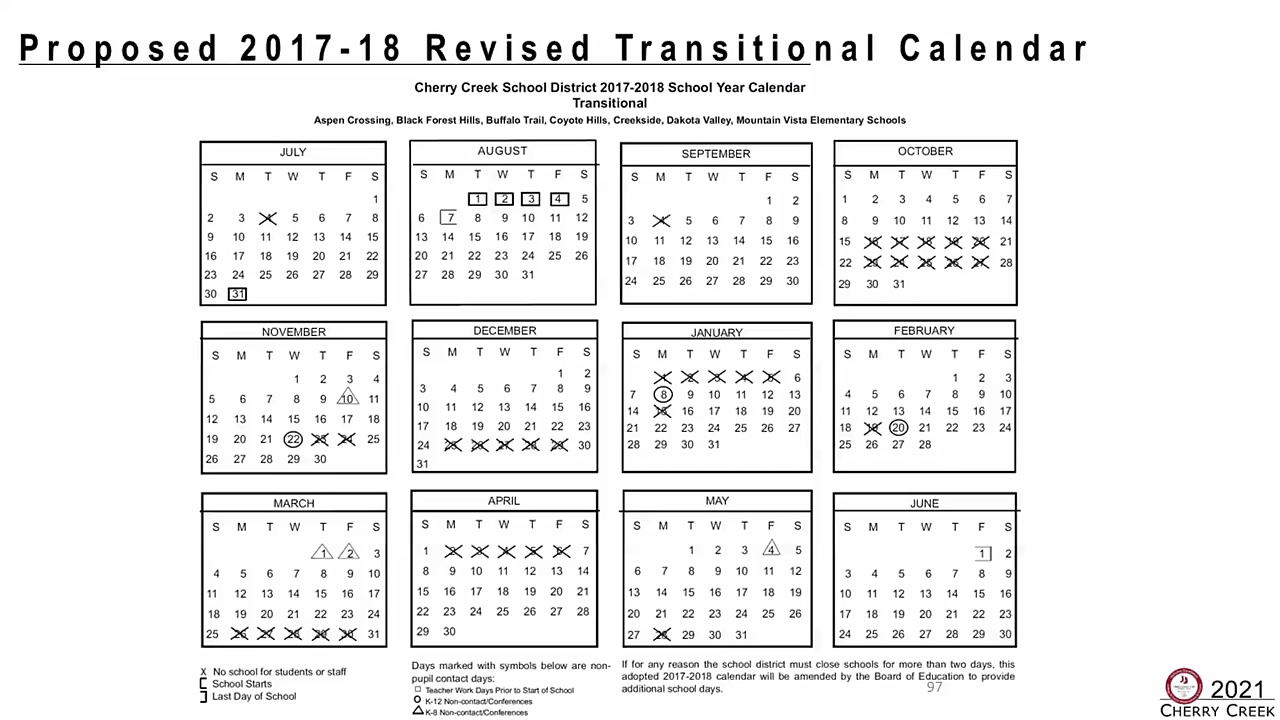 Proposed 2017-18 Revised Transitional Calendar
Cherry Creek School District 2017-2018 School Year Calendar
Transitional
Aspen Crossing, Black Forest Hills, Buffalo Trail, Coyote Hills, Creekside, Dakota Valley, Mountain Vista Elementary Schools
JULY
S M T W T F S
1
2 3 4 5 6 7 8
9 10 11 12 13 14 15
16 17 18 19 20 21 22
23 24 25 26 27 28 29
30 31
AUGUST
S M T W T F S
1 2 3 4 5
6 7 8 9 10 11 12
13 14 15 16 17 18 19
20 21 22 23 24 25 26
27 28 29 30 31
SEPTEMBER
S M T W T F S
1 2
3 4 5 6 7 8 9
10 11 12 13 14 15 16
17 18 19 20 21 22 23
24 25 26 27 28 29 30
OCTOBER
S M T W T F S
1 2 3 4 5 6 7
8 9 10 11 12 13 14
15 16 17 18 19 20 21
22 23 24 25 26 27 28
29 30 31
NOVEMBER
S M T W T F S
1 2 3 4
5 6 7 8 9 10 11
12 13 14 15 16 17 18
19 20 21 22 23 24 25
26 27 28 29 30
DECEMBER
S M T W T F S
1 2
3 4 5 6 7 8 9
10 11 12 13 14 15 16
17 18 19 20 21 22 23
24 25 26 27 28 29 30
31
JANUARY
S M T W T F S
1 2 3 4 5 6
7 8 9 10 11 12 13
14 15 16 17 18 19 20
21 22 23 24 25 26 27
28 29 30 31
FEBRUARY
S M T W T F S
1 2 3
4 5 6 7 8 9 10
11 12 13 14 15 16 17
18 19 20 21 22 23 24
25 26 27 28
MARCH
S M T W T F S
1 2 3
4 5 6 7 8 9 10
11 12 13 14 15 16 17
18 19 20 21 22 23 24
25 26 27 28 29 30 31
APRIL
S M T W T F S
1 2 3 4 5 6 7
8 9 10 11 12 13 14
15 16 17 18 19 20 21
22 23 24 25 26 27 28
29 30
MAY
S M T W T F S
1 2 3 4 5
6 7 8 9 10 11 12
13 14 15 16 17 18 19
20 21 22 23 24 25 26
27 28 29 30 31
JUNE
S M T W T F S
1 2
3 4 5 6 7 8 9
10 11 12 13 14 15 16
17 18 19 20 21 22 23
24 25 26 27 28 29 30
X No school for students or staff
School Starts
Last Day of School
Days marked with symbols below are non-
pupil contact days:
Teacher Work Days Prior to Start of School
K-12 Non-contact/Conferences
K-8 Non-contact/Conferences
If for any reason the school district must close schools for more than two days, this
adopted 2017-2018 calendar will be amended by the Board of Education to provide
additional school days.
97
2021
CHERRY CREEK